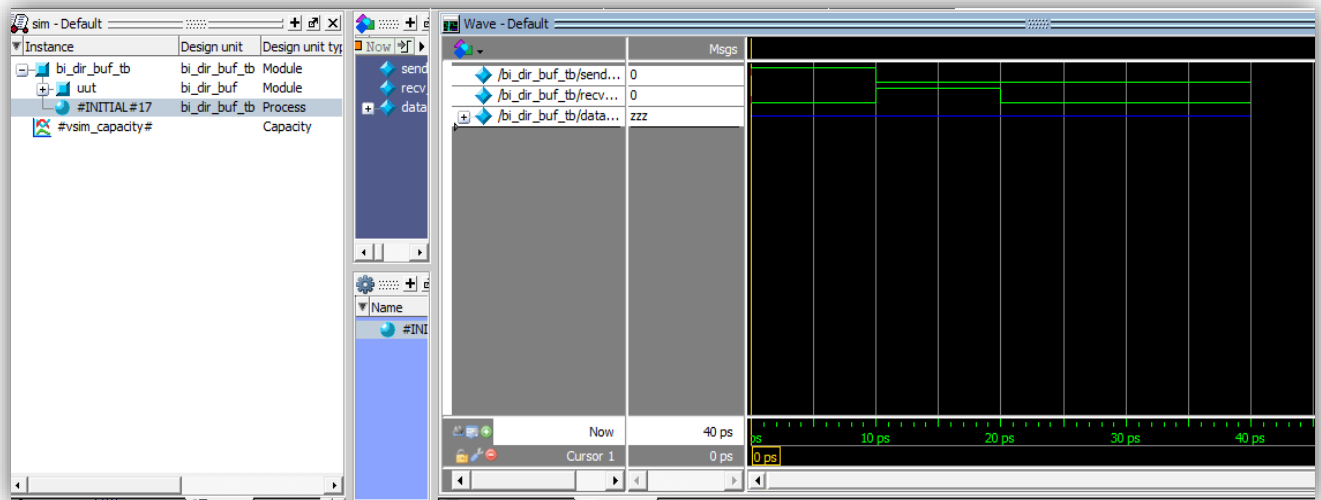 sim - Default
Instance Design unit Design unit typ
bi_dir_buf_tb bi_dir_buf_tb Module
uut bi_dir_buf Module
#INITIAL#17 bi_dir_buf_tb Process
#vsim_capacity# Capacity
Now
send
recv_
data
Name
#INI
Wave - Default
Msgs
/bi_dir_buf_tb/send... 0
/bi_dir_buf_tb/recv... 0
/bi_dir_buf_tb/data... zzz
Now 40 ps
ps 10 ps 20 ps 30 ps 40 ps
Cursor 1 0 ps 0 ps